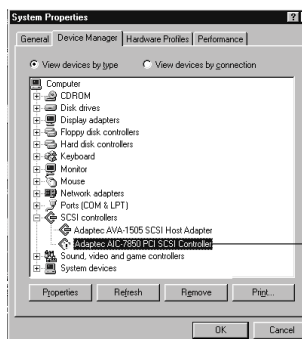 System Properties
General Device Manager Hardware Profiles Performance
View devices by type View devices by connection
Computer
CDROM
Disk drives
Display adapters
Floppy disk controllers
Hard disk controllers
Keyboard
Monitor
Mouse
Network adapters
Ports (COM & LPT)
SCSI controllers
Adaptec AVA-1505 SCSI Host Adapter
Adaptec AIC-7850 PCI SCSI Controller
Sound, video and game controllers
System devices
Properties Refresh Remove Print...
OK Cancel